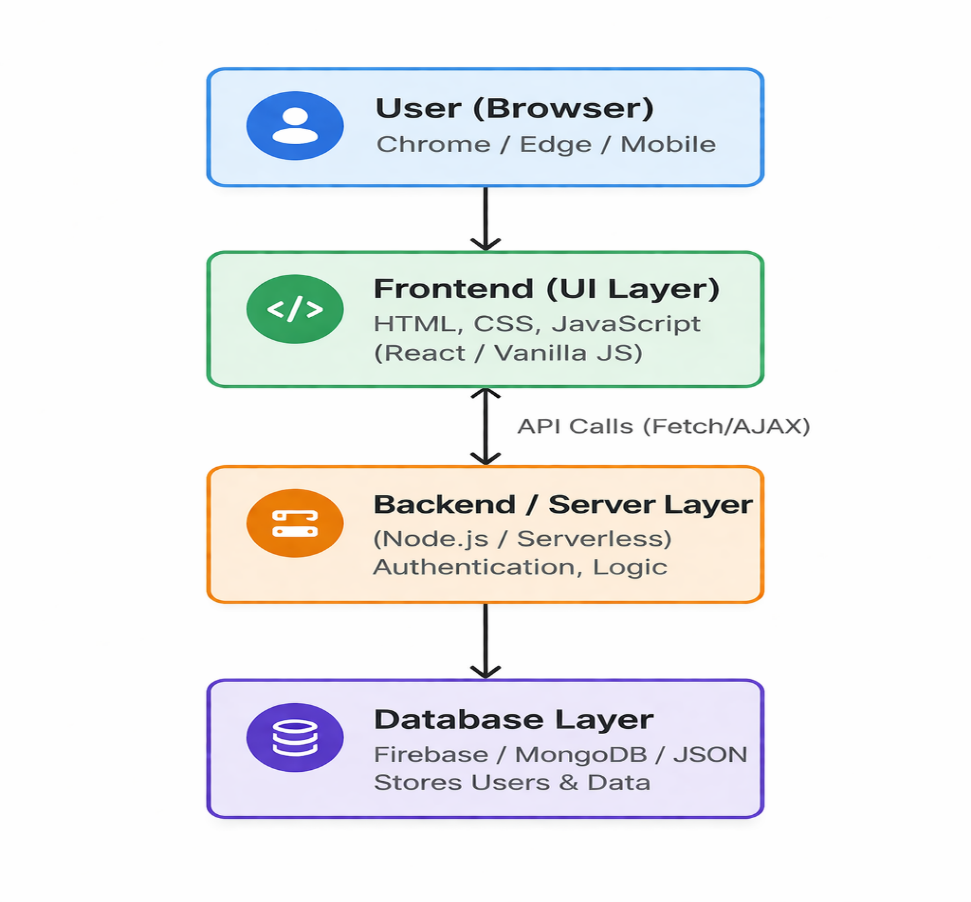 User (Browser)
Chrome / Edge / Mobile
Frontend (UI Layer)
HTML, CSS, JavaScript
(React / Vanilla JS)
API Calls (Fetch/AJAX)
Backend / Server Layer
(Node.js / Serverless)
Authentication, Logic
Database Layer
Firebase / MongoDB / JSON
Stores Users & Data